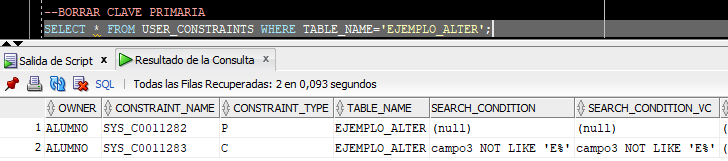 --BORRAR CLAVE PRIMARIA
SELECT * FROM USER_CONSTRAINTS WHERE TABLE_NAME='EJEMPLO_ALTER';
Salida de Script x Resultado de la Consulta x
SQL | Todas las Filas Recuperadas: 2 en 0,093 segundos
OWNER CONSTRAINT_NAME CONSTRAINT_TYPE TABLE_NAME SEARCH_CONDITION SEARCH_CONDITION_VC
1 ALUMNO SYS_C0011282 P EJEMPLO_ALTER (null) (null)
2 ALUMNO SYS_C0011283 C EJEMPLO_ALTER campo3 NOT LIKE 'E%' campo3 NOT LIKE 'E%'